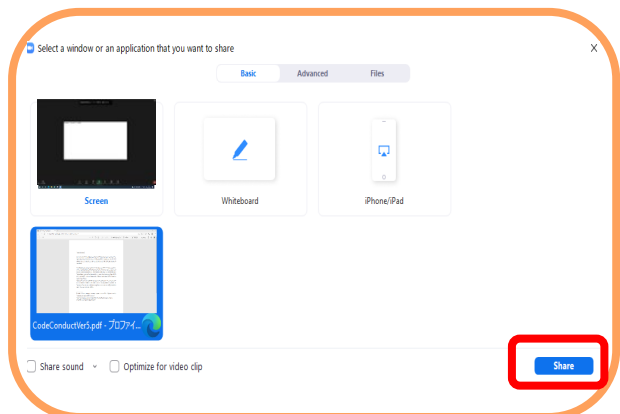 Select a window or an application that you want to share
X
Basic Advanced Files
Screen Whiteboard iPhone/iPad
CodeConductVer5.pdf - プロファイ...
Share sound Optimize for video clip Share